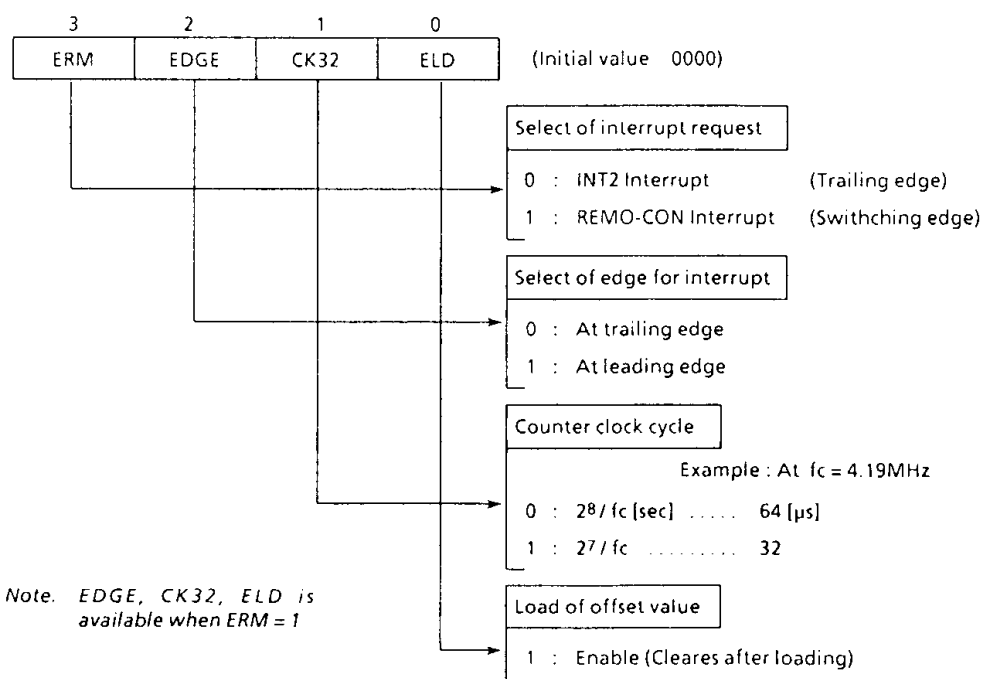 3 2 1 0
ERM EDGE CK32 ELD (Initial value 0000)
Select of interrupt request
0 : INT2 Interrupt (Trailing edge)
1 : REMO-CON Interrupt (Swithching edge)
Select of edge for interrupt
0 : At trailing edge
1 : At leading edge
Counter clock cycle
Example : At fc = 4.19MHz
0 : 2⁸/ fc [sec] ..... 64 [μs]
1 : 2⁷/ fc ......... 32
Note. EDGE, CK32, ELD is
available when ERM = 1
Load of offset value
1 : Enable (Cleares after loading)